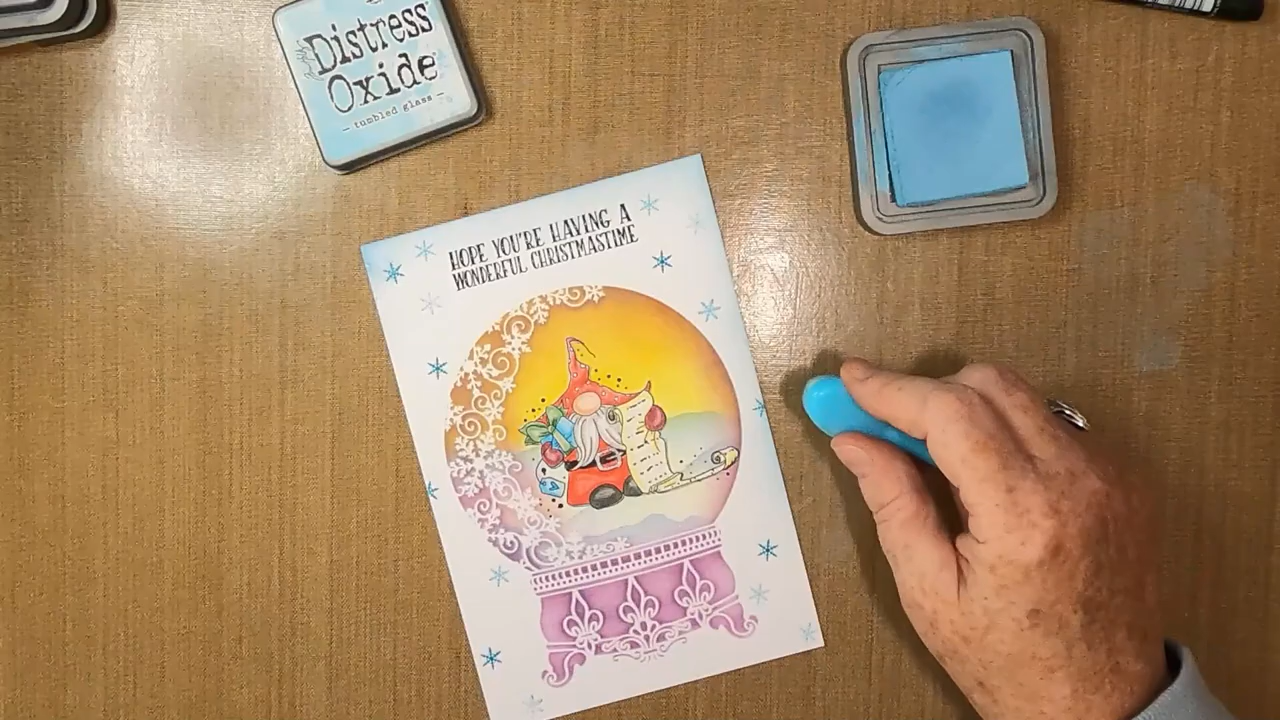 Distress
Oxide
— tumbled glass —
HOPE YOU'RE HAVING A
WONDERFUL CHRISTMASTIME